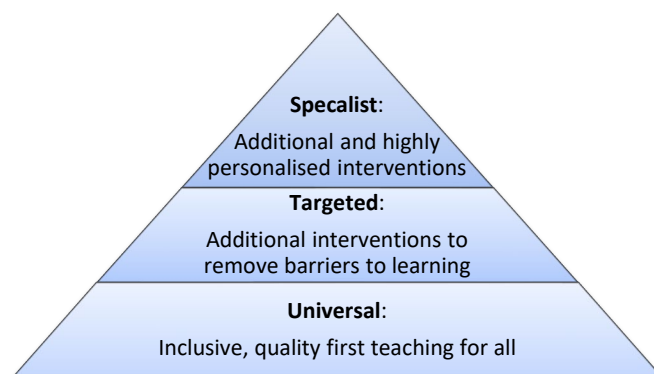 Specalist:
Additional and highly
personalised interventions
Targeted:
Additional interventions to
remove barriers to learning
Universal:
Inclusive, quality first teaching for all